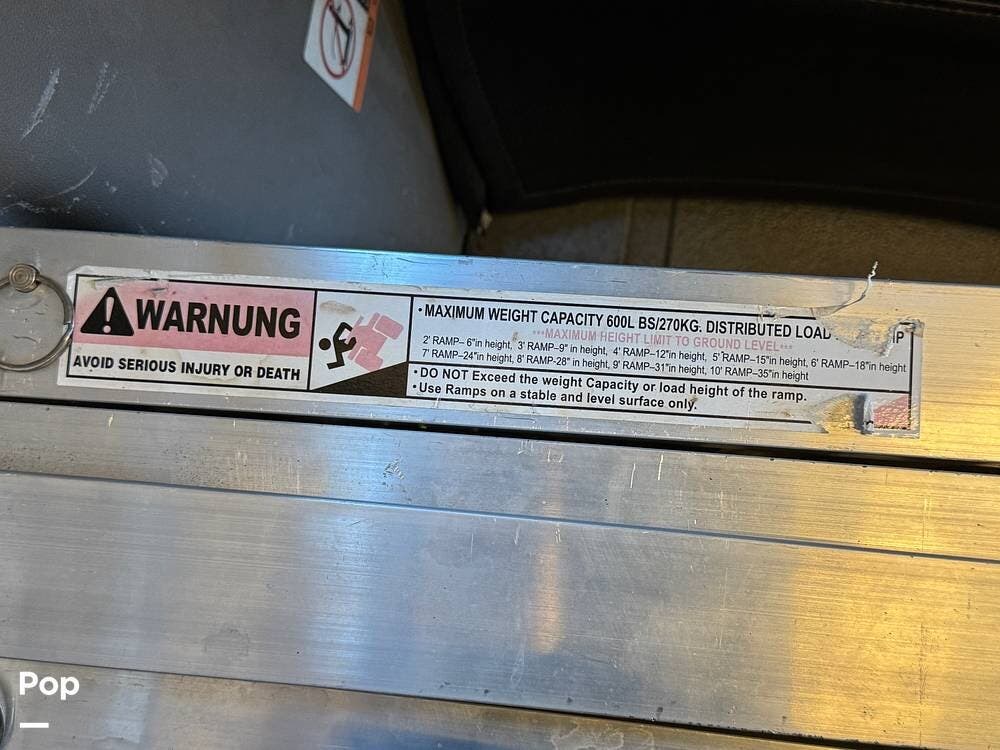 WARNUNG
AVOID SERIOUS INJURY OR DEATH
•MAXIMUM WEIGHT CAPACITY 600L BS/270KG. DISTRIBUTED LOAD
***MAXIMUM HEIGHT LIMIT TO GROUND LEVEL***
2' RAMP–6"in height, 3' RAMP–9" in height, 4' RAMP–12"in height, 5' RAMP–15"in height, 6' RAMP–18"in height
7' RAMP–24"in height, 8' RAMP-28" in height, 9' RAMP–31"in height, 10' RAMP–35"in height
•DO NOT Exceed the weight Capacity or load height of the ramp.
•Use Ramps on a stable and level surface only.
Pop